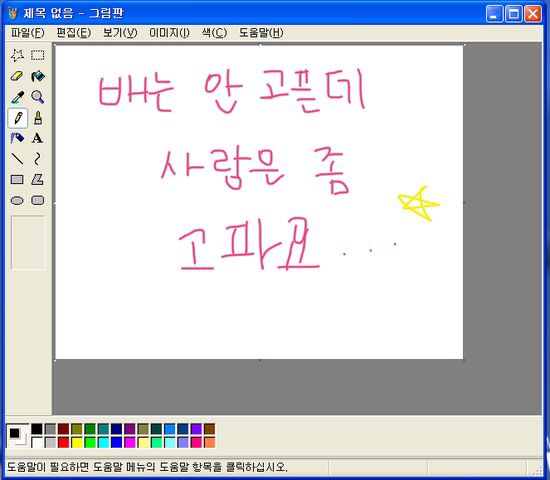 제목 없음 - 그림판
파일(F) 편집(E) 보기(V) 이미지(I) 색(C) 도움말(H)
A
배는 안 고픈데
사람은 좀
고파요...
도움말이 필요하면 도움말 메뉴의 도움말 항목을 클릭하십시오.